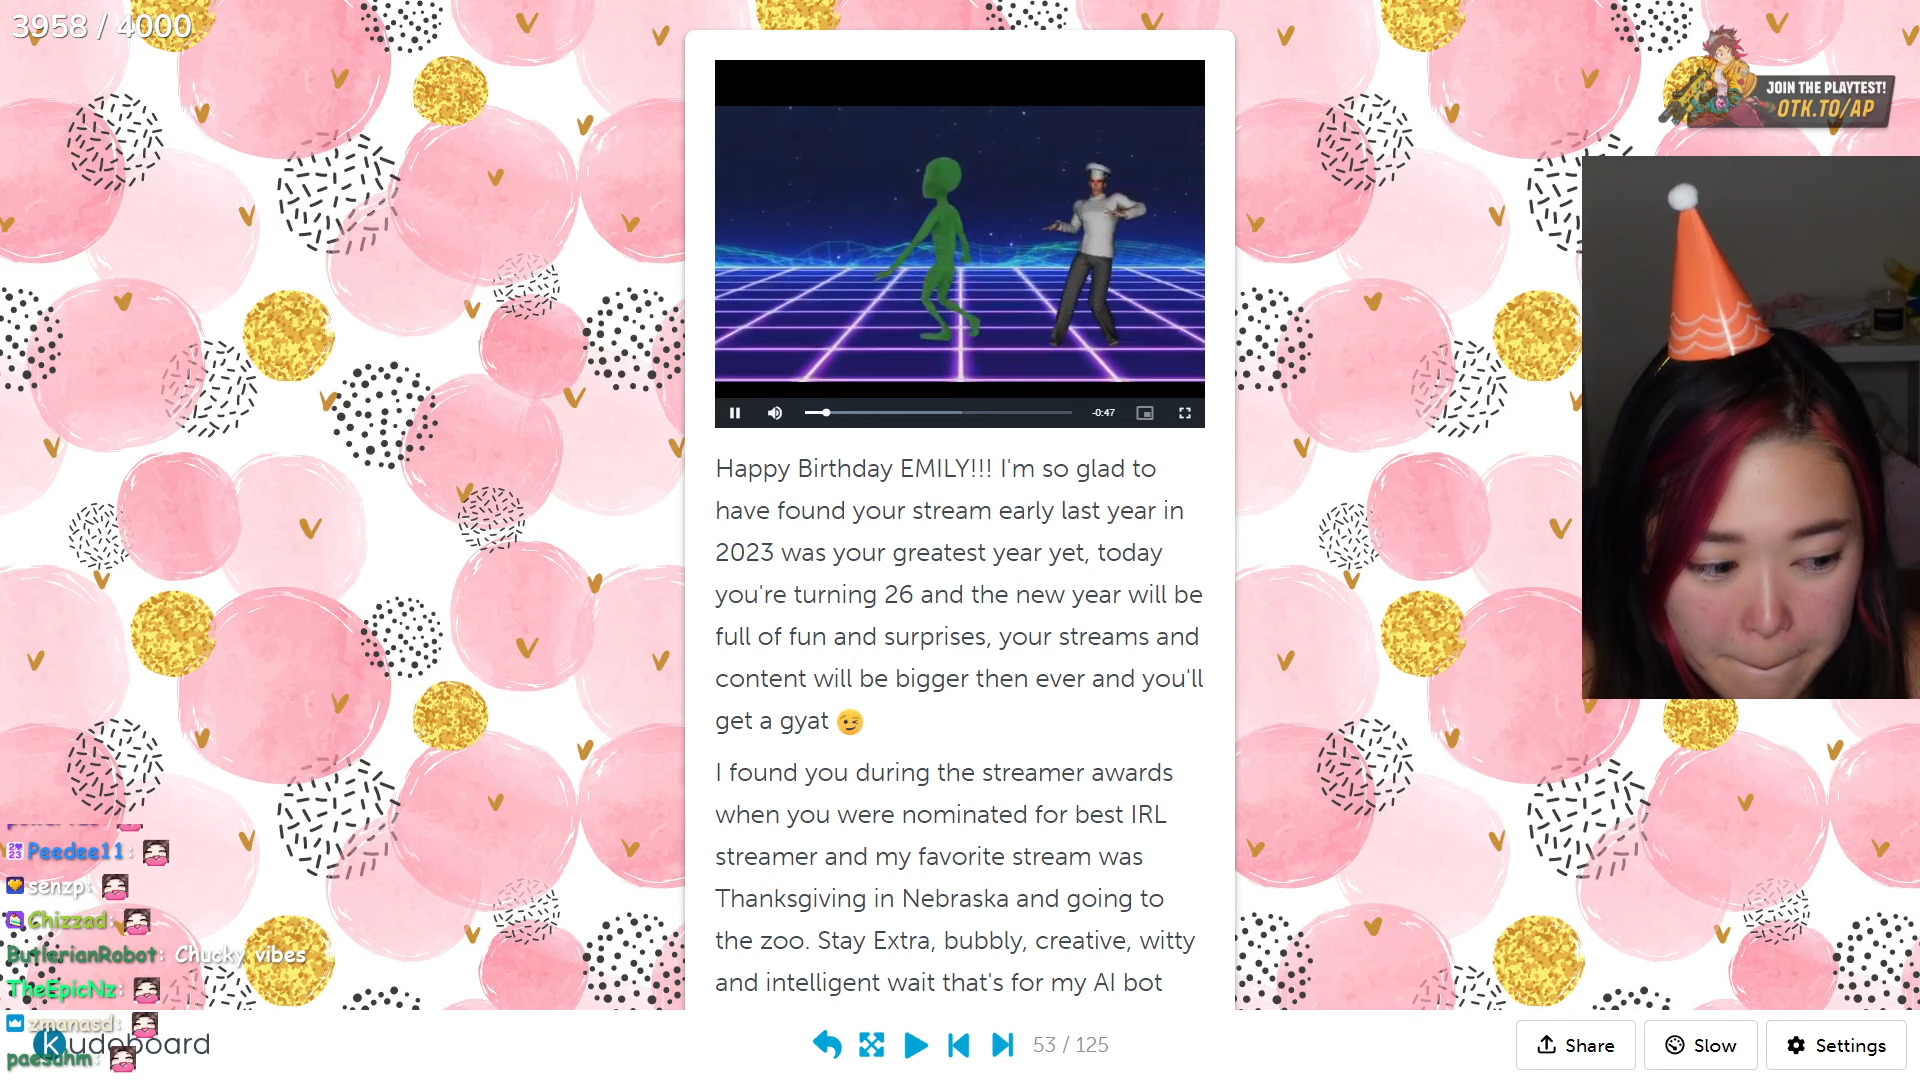 3958 / 4000
JOIN THE PLAYTEST!
OTK.TO/AP
-0:47
Happy Birthday EMILY!!! I'm so glad to
have found your stream early last year in
2023 was your greatest year yet, today
you're turning 26 and the new year will be
full of fun and surprises, your streams and
content will be bigger then ever and you'll
get a gyat 😉
I found you during the streamer awards
when you were nominated for best IRL
streamer and my favorite stream was
Thanksgiving in Nebraska and going to
the zoo. Stay Extra, bubbly, creative, witty
and intelligent wait that's for my AI bot
Peedee11:
senzp:
Chizzad:
ButlerianRobot: Chucky vibes
TheEpicNz:
zmanasd:
paesahm:
kudoboard
53 / 125
Share
Slow
Settings